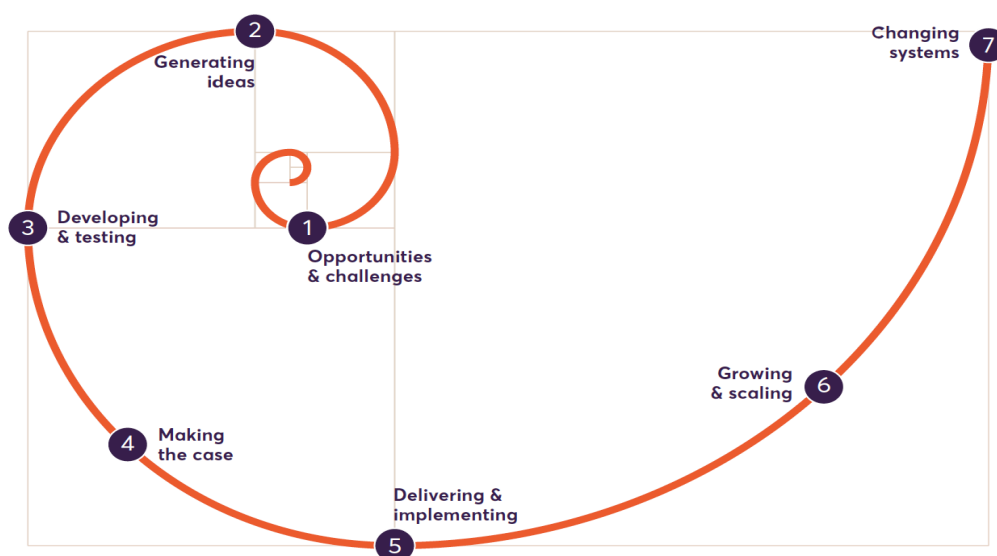 1
Opportunities
& challenges
2
Generating
ideas
3
Developing
& testing
4
Making
the case
5
Delivering &
implementing
6
Growing
& scaling
7
Changing
systems